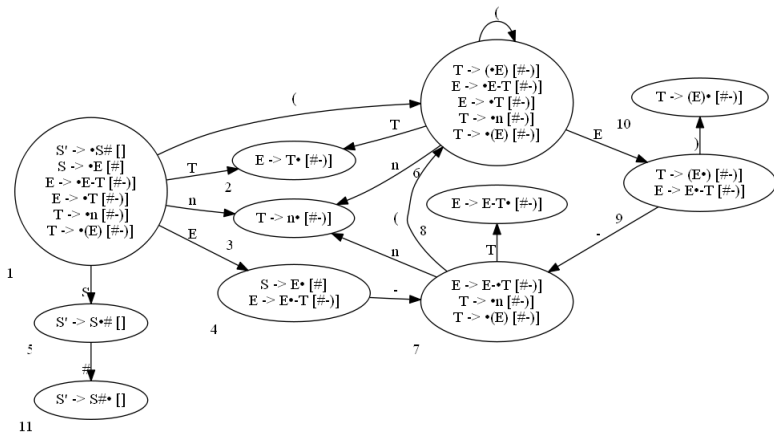 (
T -> (•E) [#-)]
E -> •E-T [#-)]
E -> •T [#-)]
T -> •n [#-)]
T -> •(E) [#-)]
6
(
E
10
T -> (E)• [#-)]
)
T -> (E•) [#-)]
E -> E•-T [#-)]
9
-
S' -> •S# []
S -> •E [#]
E -> •E-T [#-)]
E -> •T [#-)]
T -> •n [#-)]
T -> •(E) [#-)]
1
T
T
E -> T• [#-)]
2
n
n
T -> n• [#-)]
3
E
(
n
8
E -> E-T• [#-)]
T
S -> E• [#]
E -> E•-T [#-)]
4
-
E -> E-•T [#-)]
T -> •n [#-)]
T -> •(E) [#-)]
7
S
S' -> S•# []
5
#
S' -> S#• []
11